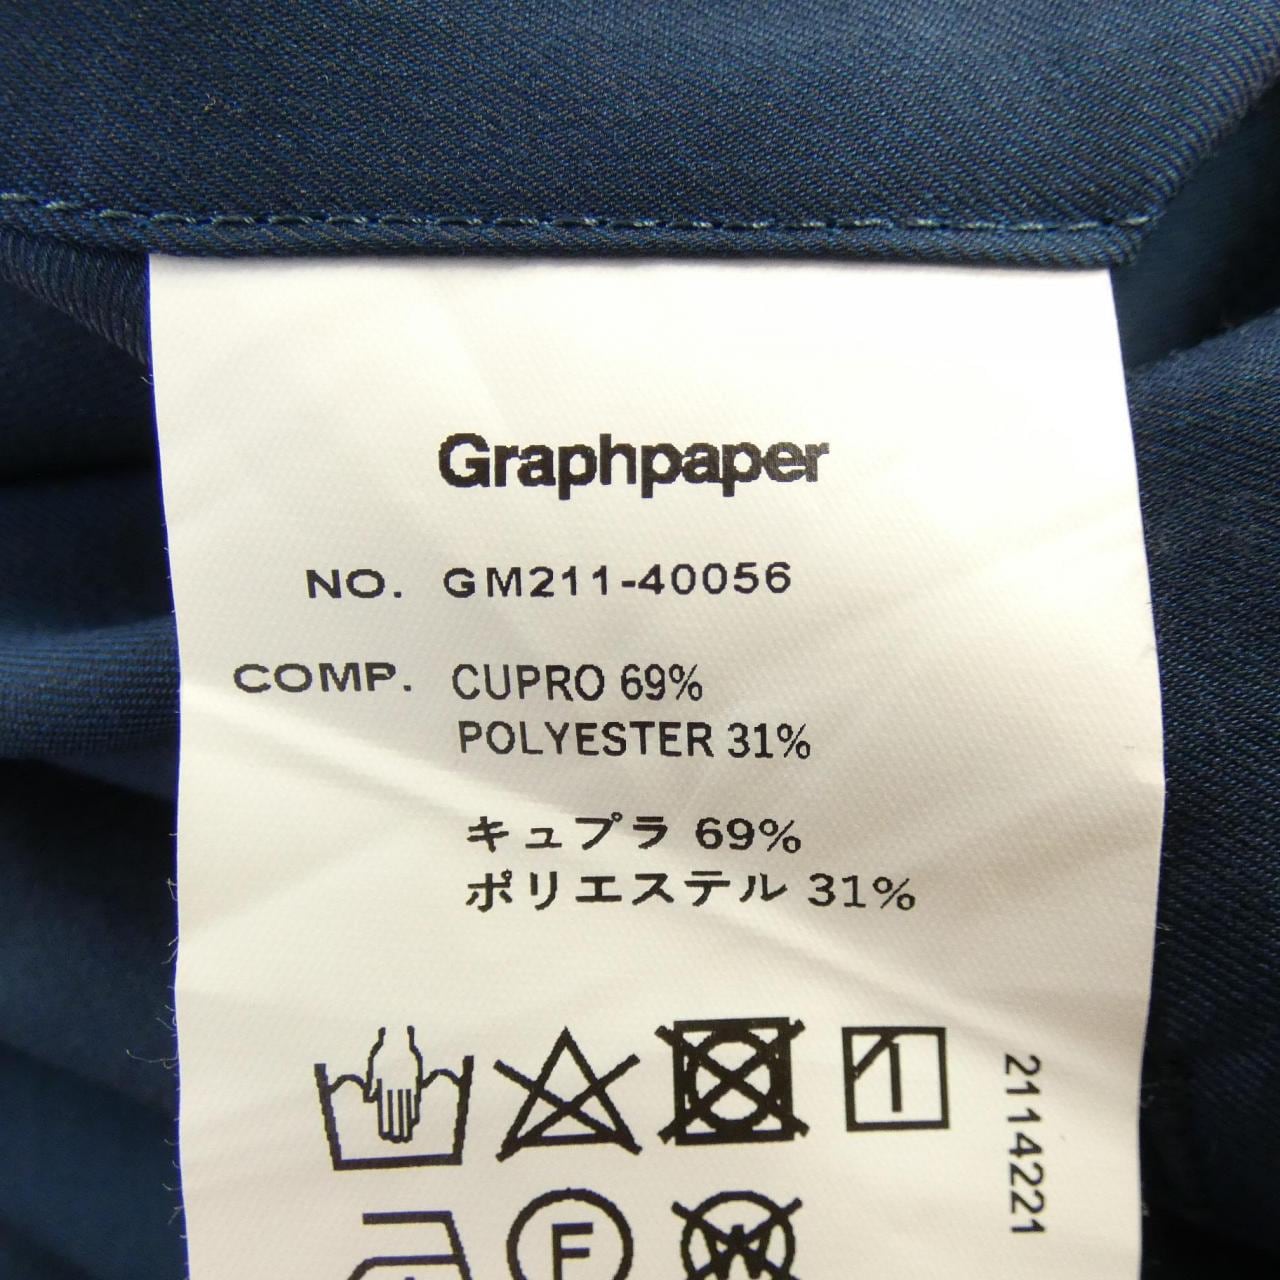 Graphpaper
NO. GM211-40056
COMP. CUPRO 69%
POLYESTER 31%
キュプラ 69%
ポリエステル 31%
2114221
F
W